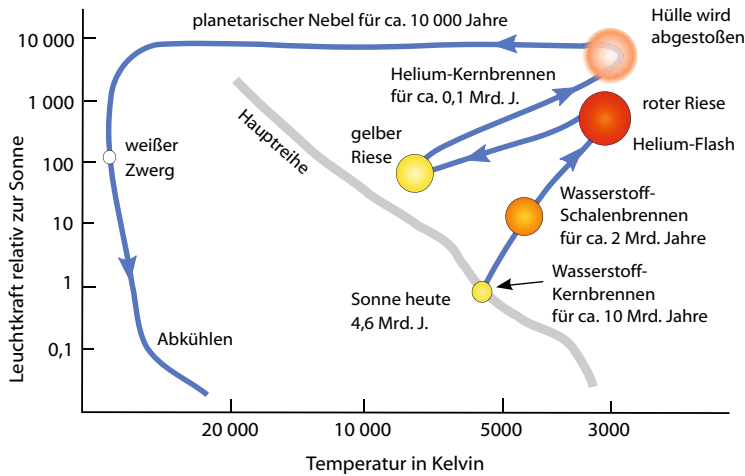 planetarischer Nebel für ca. 10 000 Jahre
Hülle wird
abgestoßen
Helium-Kernbrennen
für ca. 0,1 Mrd. J.
roter Riese
Helium-Flash
gelber
Riese
Hauptreihe
weißer
Zwerg
Wasserstoff-
Schalenbrennen
für ca. 2 Mrd. Jahre
Wasserstoff-
Kernbrennen
für ca. 10 Mrd. Jahre
Sonne heute
4,6 Mrd. J.
Abkühlen
Leuchtkraft relativ zur Sonne
10 000
1 000
100
10
1
0,1
20 000
10 000
5000
3000
Temperatur in Kelvin